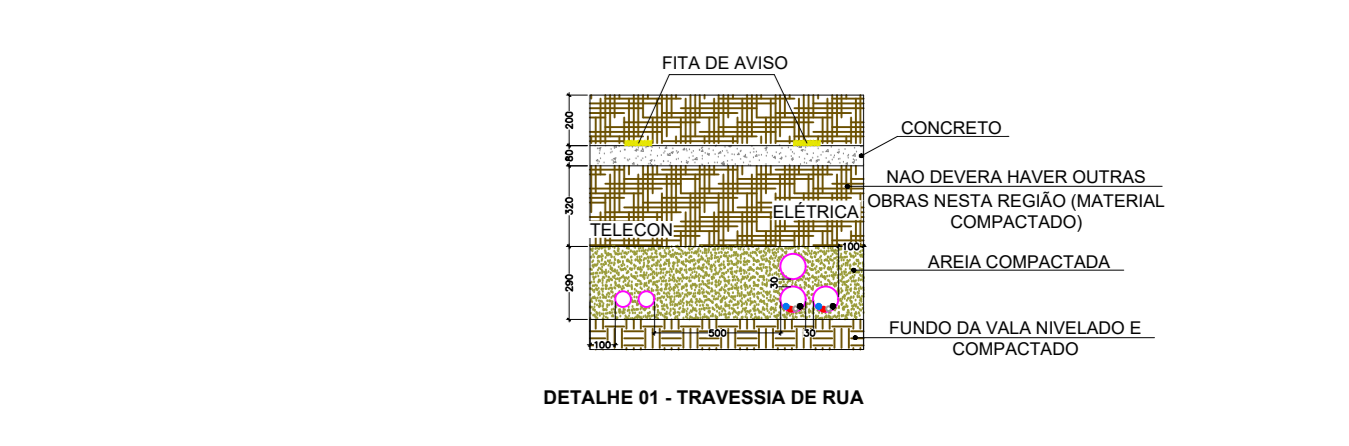 FITA DE AVISO
200
CONCRETO
80
NAO DEVERA HAVER OUTRAS
OBRAS NESTA REGIÃO (MATERIAL
COMPACTADO)
320
ELÉTRICA
TELECON
100
AREIA COMPACTADA
290
30
FUNDO DA VALA NIVELADO E
COMPACTADO
100
500
30
DETALHE 01 - TRAVESSIA DE RUA